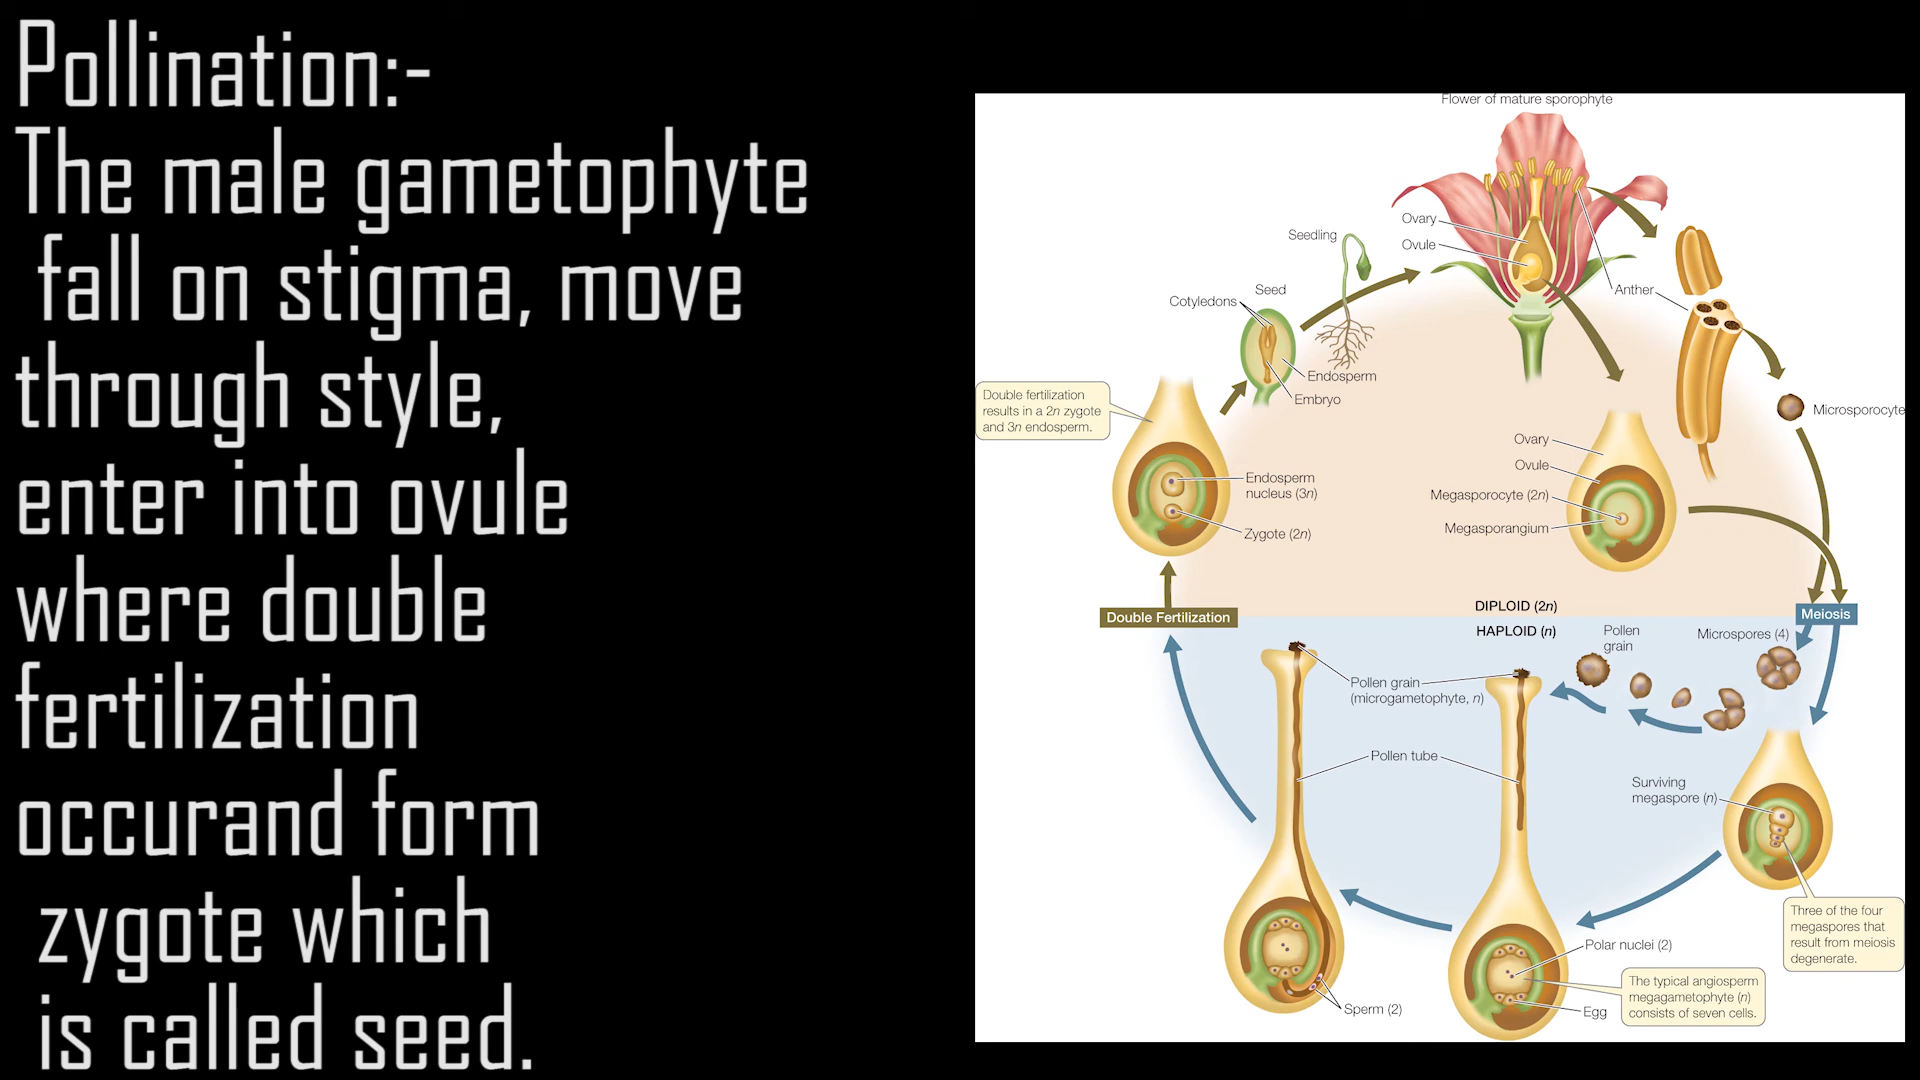 Pollination:-
The male gametophyte
fall on stigma, move
through style,
enter into ovule
where double
fertilization
occurand form
zygote which
is called seed.
Flower of mature sporophyte
Ovary
Ovule
Seedling
Anther
Seed
Cotyledons
Endosperm
Embryo
Microsporocyte
Double fertilization
results in a 2n zygote
and 3n endosperm.
Ovary
Ovule
Megasporocyte (2n)
Megasporangium
Endosperm
nucleus (3n)
Zygote (2n)
DIPLOID (2n)
HAPLOID (n)
Double Fertilization
Meiosis
Pollen
grain
Microspores (4)
Pollen grain
(microgametophyte, n)
Pollen tube
Surviving
megaspore (n)
Three of the four
megaspores that
result from meiosis
degenerate.
Polar nuclei (2)
The typical angiosperm
megagametophyte (n)
consists of seven cells.
Egg
Sperm (2)